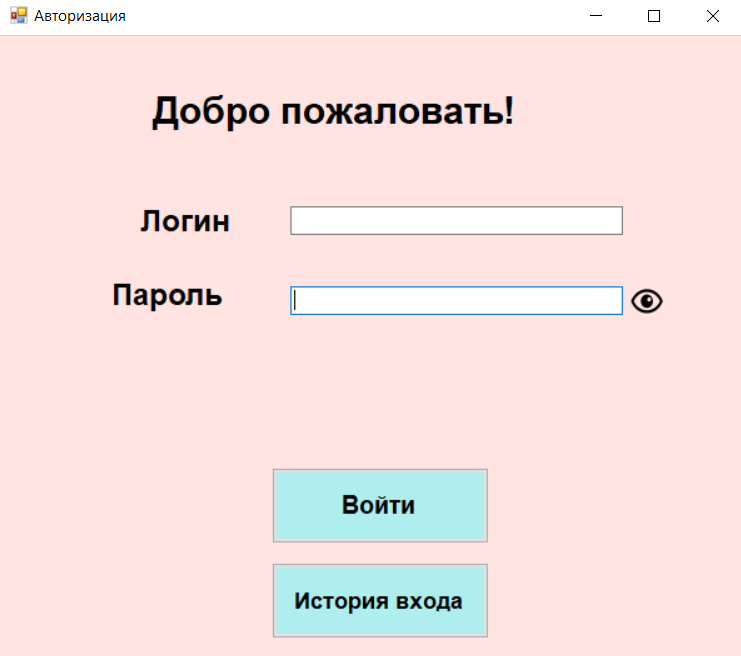 Авторизация
Добро пожаловать!
Логин
Пароль
Войти
История входа